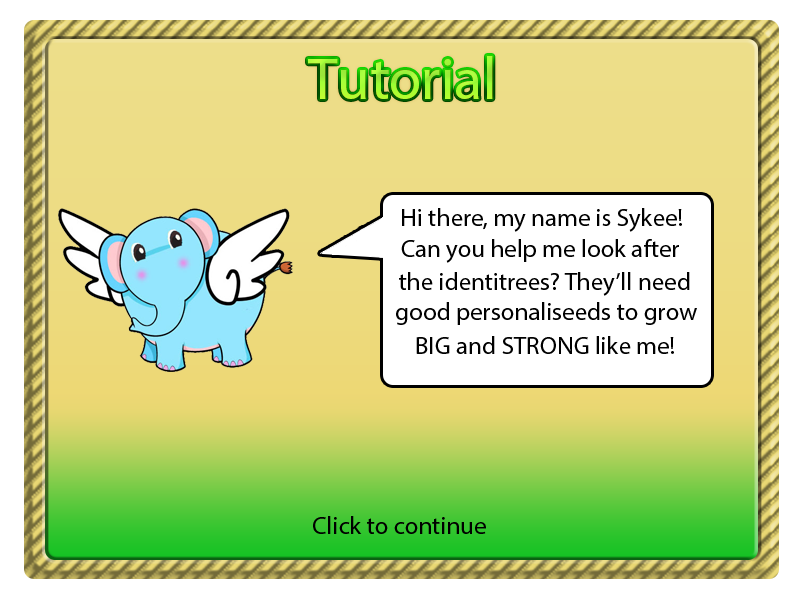 Tutorial
Hi there, my name is Sykee!
Can you help me look after
the identitrees? They'll need
good personaliseeds to grow
BIG and STRONG like me!
Click to continue